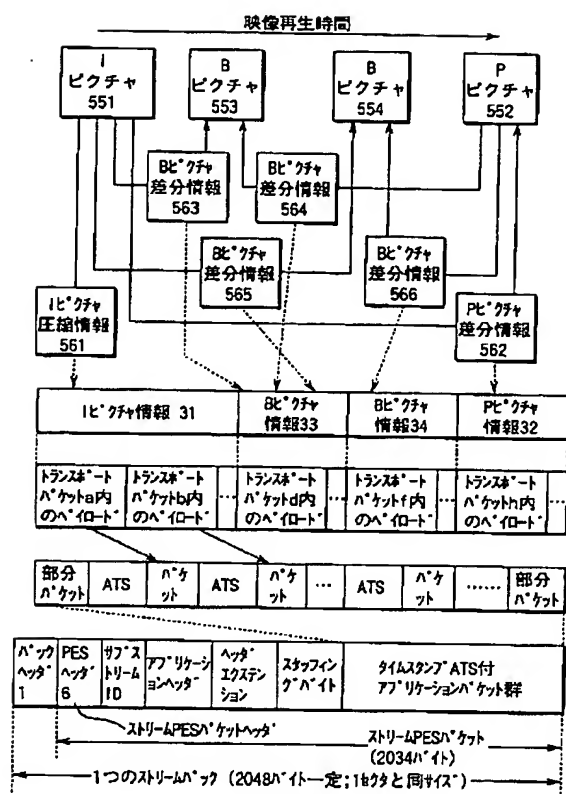 映像再生時間
I
ピクチャ
551
B
ピクチャ
553
B
ピクチャ
554
P
ピクチャ
552
Bピクチャ
差分情報
563
Bピクチャ
差分情報
564
Bピクチャ
差分情報
565
Bピクチャ
差分情報
566
Iピクチャ
圧縮情報
561
Pピクチャ
差分情報
562
Iピクチャ情報 31
Bピクチャ
情報33
Bピクチャ
情報34
Pピクチャ
情報32
トランスポート
パケットa内
のペイロード
トランスポート
パケットb内
のペイロード
…
トランスポート
パケットd内
のペイロード
…
トランスポート
パケットf内
のペイロード
…
トランスポート
パケットh内
のペイロード
…
部分
パケット
ATS
パケ
ット
ATS
パケ
ット
…
ATS
パケ
ット
……
部分
パケット
パック
ヘッダ
1
PES
ヘッダ
6
サブス
トリーム
ID
アプリケーシ
ョンヘッダ
ヘッダ
エクステン
ション
スタッフィン
グバイト
タイムスタンプATS付
アプリケーションパケット群
ストリームPESパケットヘッダ
ストリームPESパケット
(2034バイト)
1つのストリームパック (2048バイト一定;1セクタと同サイズ)